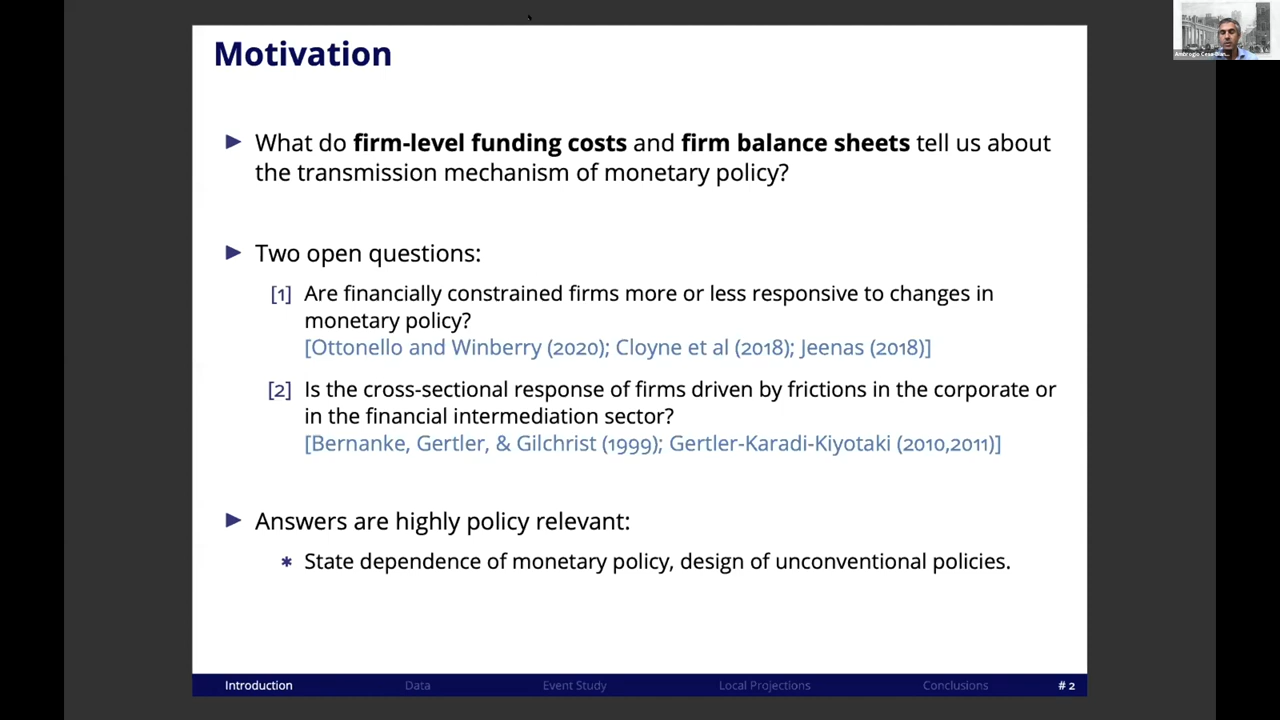 Motivation
What do firm-level funding costs and firm balance sheets tell us about
the transmission mechanism of monetary policy?
Two open questions:
[1] Are financially constrained firms more or less responsive to changes in
monetary policy?
[Ottonello and Winberry (2020); Cloyne et al (2018); Jeenas (2018)]
[2] Is the cross-sectional response of firms driven by frictions in the corporate or
in the financial intermediation sector?
[Bernanke, Gertler, & Gilchrist (1999); Gertler-Karadi-Kiyotaki (2010,2011)]
Answers are highly policy relevant:
* State dependence of monetary policy, design of unconventional policies.
Introduction Data Event Study Local Projections Conclusions # 2
Ambrogio Cesa Bian...